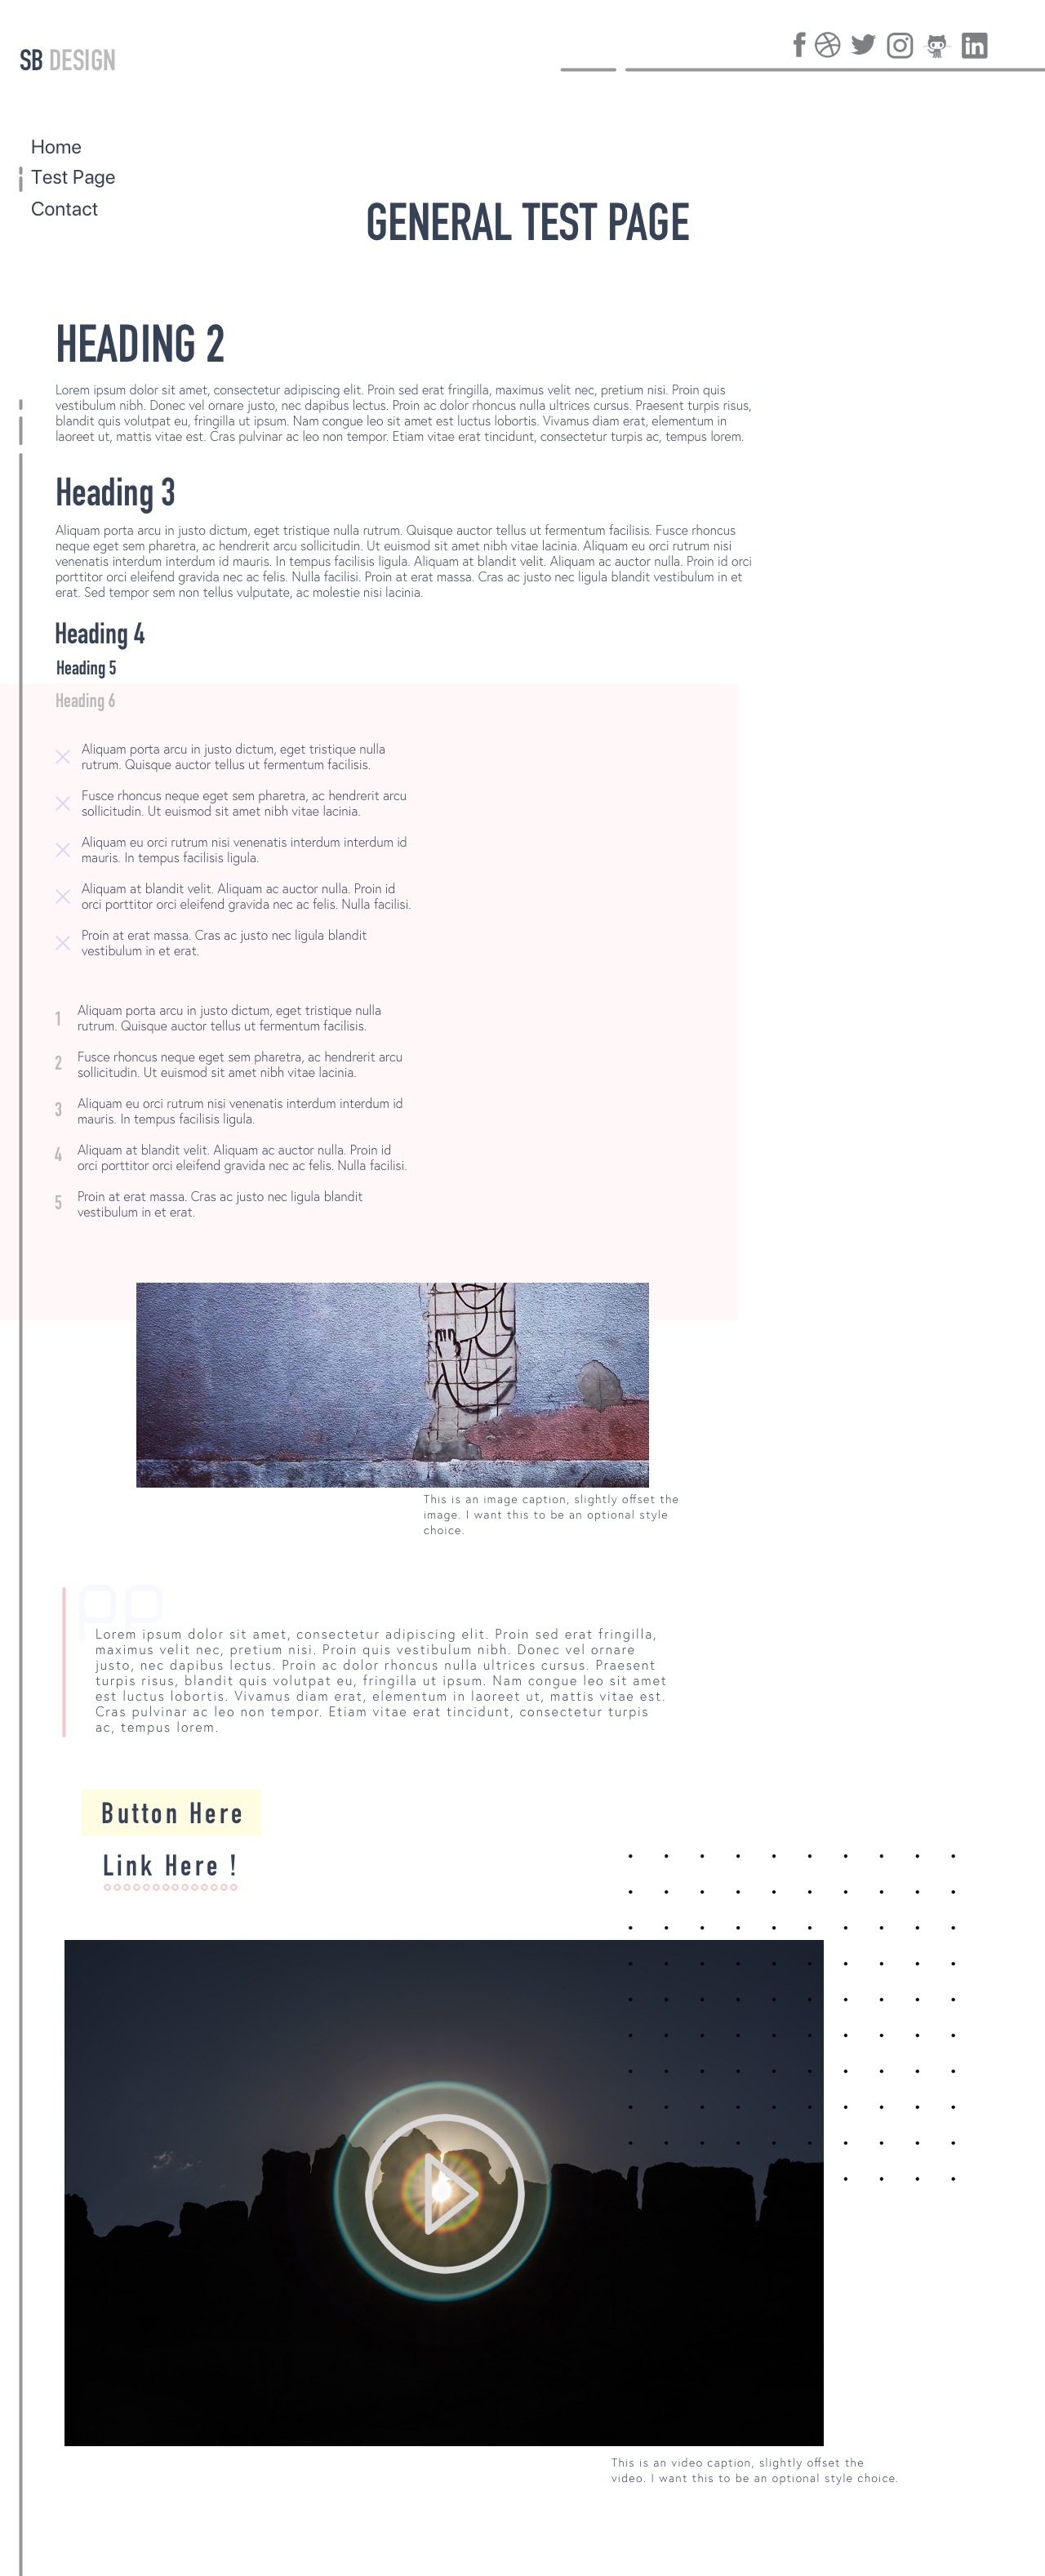 SB DESIGN
Home
Test Page
Contact
GENERAL TEST PAGE
HEADING 2
Lorem ipsum dolor sit amet, consectetur adipiscing elit. Proin sed erat fringilla, maximus velit nec, pretium nisi. Proin quis
vestibulum nibh. Donec vel ornare justo, nec dapibus lectus. Proin ac dolor rhoncus nulla ultrices cursus. Praesent turpis risus,
blandit quis volutpat eu, fringilla ut ipsum. Nam congue leo sit amet est luctus lobortis. Vivamus diam erat, elementum in
laoreet ut, mattis vitae est. Cras pulvinar ac leo non tempor. Etiam vitae erat tincidunt, consectetur turpis ac, tempus lorem.
Heading 3
Aliquam porta arcu in justo dictum, eget tristique nulla rutrum. Quisque auctor tellus ut fermentum facilisis. Fusce rhoncus
neque eget sem pharetra, ac hendrerit arcu sollicitudin. Ut euismod sit amet nibh vitae lacinia. Aliquam eu orci rutrum nisi
venenatis interdum interdum id mauris. In tempus facilisis ligula. Aliquam at blandit velit. Aliquam ac auctor nulla. Proin id orci
porttitor orci eleifend gravida nec ac felis. Nulla facilisi. Proin at erat massa. Cras ac justo nec ligula blandit vestibulum in et
erat. Sed tempor sem non tellus vulputate, ac molestie nisi lacinia.
Heading 4
Heading 5
Heading 6
Aliquam porta arcu in justo dictum, eget tristique nulla
rutrum. Quisque auctor tellus ut fermentum facilisis.
Fusce rhoncus neque eget sem pharetra, ac hendrerit arcu
sollicitudin. Ut euismod sit amet nibh vitae lacinia.
Aliquam eu orci rutrum nisi venenatis interdum interdum id
mauris. In tempus facilisis ligula.
Aliquam at blandit velit. Aliquam ac auctor nulla. Proin id
orci porttitor orci eleifend gravida nec ac felis. Nulla facilisi.
Proin at erat massa. Cras ac justo nec ligula blandit
vestibulum in et erat.
1 Aliquam porta arcu in justo dictum, eget tristique nulla
rutrum. Quisque auctor tellus ut fermentum facilisis.
2 Fusce rhoncus neque eget sem pharetra, ac hendrerit arcu
sollicitudin. Ut euismod sit amet nibh vitae lacinia.
3 Aliquam eu orci rutrum nisi venenatis interdum interdum id
mauris. In tempus facilisis ligula.
4 Aliquam at blandit velit. Aliquam ac auctor nulla. Proin id
orci porttitor orci eleifend gravida nec ac felis. Nulla facilisi.
5 Proin at erat massa. Cras ac justo nec ligula blandit
vestibulum in et erat.
This is an image caption, slightly offset the
image. I want this to be an optional style
choice.
Lorem ipsum dolor sit amet, consectetur adipiscing elit. Proin sed erat fringilla,
maximus velit nec, pretium nisi. Proin quis vestibulum nibh. Donec vel ornare
justo, nec dapibus lectus. Proin ac dolor rhoncus nulla ultrices cursus. Praesent
turpis risus, blandit quis volutpat eu, fringilla ut ipsum. Nam congue leo sit amet
est luctus lobortis. Vivamus diam erat, elementum in laoreet ut, mattis vitae est.
Cras pulvinar ac leo non tempor. Etiam vitae erat tincidunt, consectetur turpis
ac, tempus lorem.
Button Here
Link Here !
This is an video caption, slightly offset the
video. I want this to be an optional style choice.